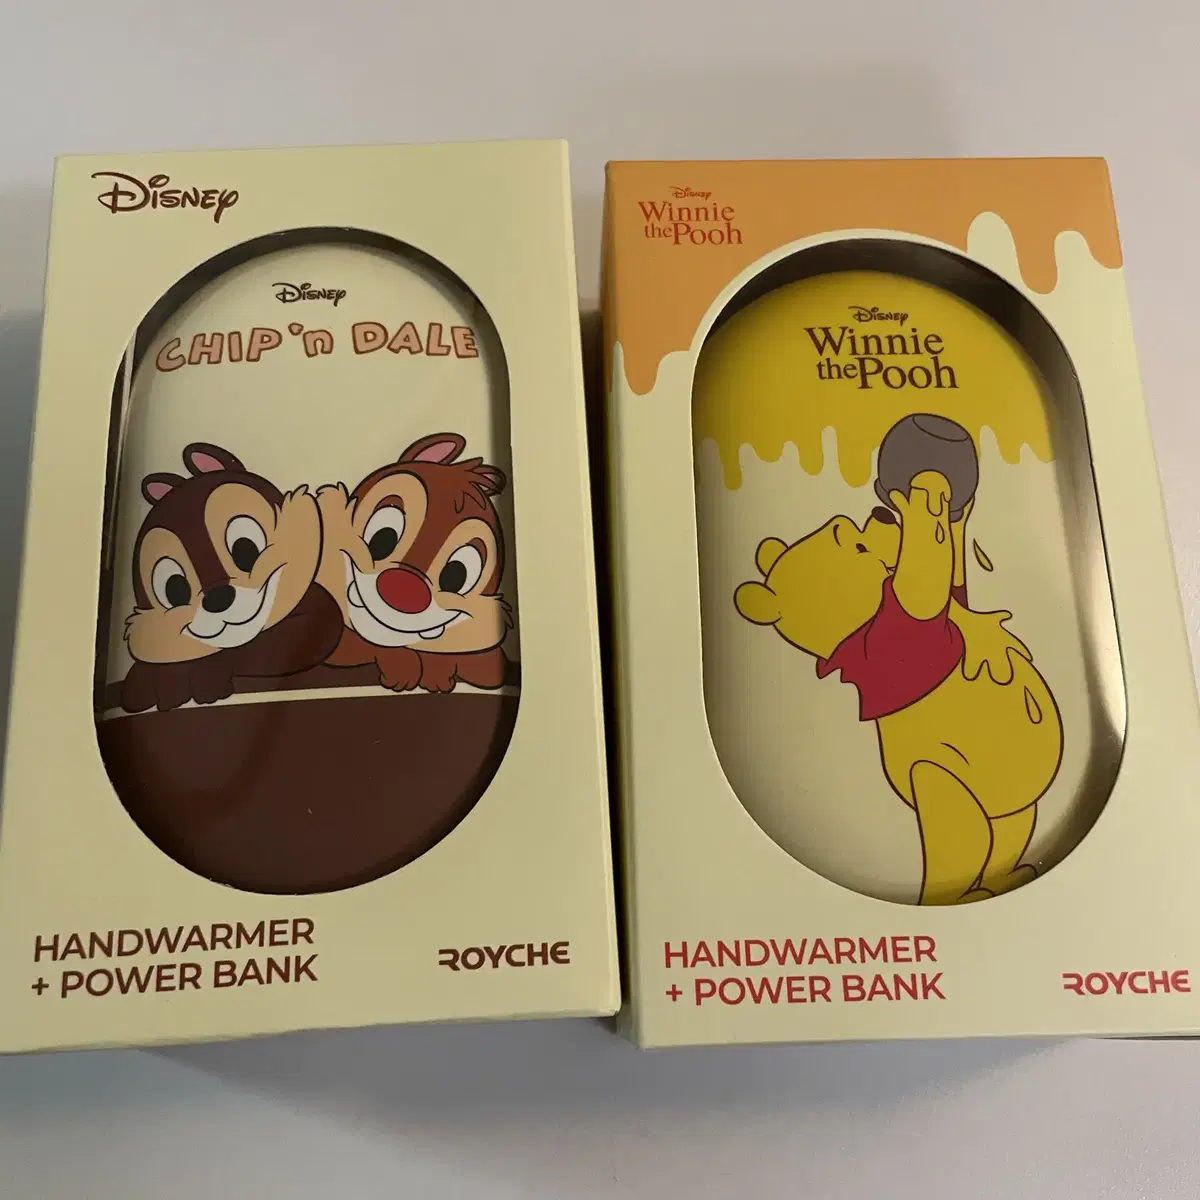 Disney
Disney
CHIP 'n DALE
HANDWARMER
+ POWER BANK
ROYCHE
Disney
Winnie
the Pooh
Disney
Winnie
the Pooh
HANDWARMER
+ POWER BANK
ROYCHE